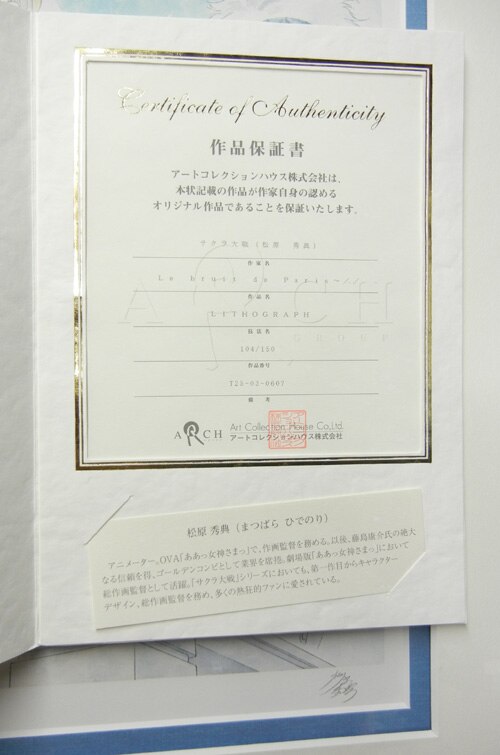 Certificate of Authenticity
作品保証書
アートコレクションハウス株式会社は、
本状記載の作品が作家自身の認める
オリジナル作品であることを保証いたします。
サクラ大戦（松原 秀典）
作家名
Le bruit de Paris～
作品名
LITHOGRAPH
技法名
104/150
作品番号
T25-02-0607
備考
ARCH
GROUP
ARCH Art Collection House Co.,Ltd.
アートコレクションハウス株式会社
松原 秀典（まつばら ひでのり）
アニメーター。OVA「ああっ女神さまっ」で、作画監督を務める。以後、藤島康介氏の絶大
なる信頼を得、ゴールデンコンビとして業界を席捲。劇場版「ああっ女神さまっ」において
総作画監督として活躍。「サクラ大戦」シリーズにおいても、第一作目からキャラクター
デザイン、総作画監督を務め、多くの熱狂的ファンに愛されている。